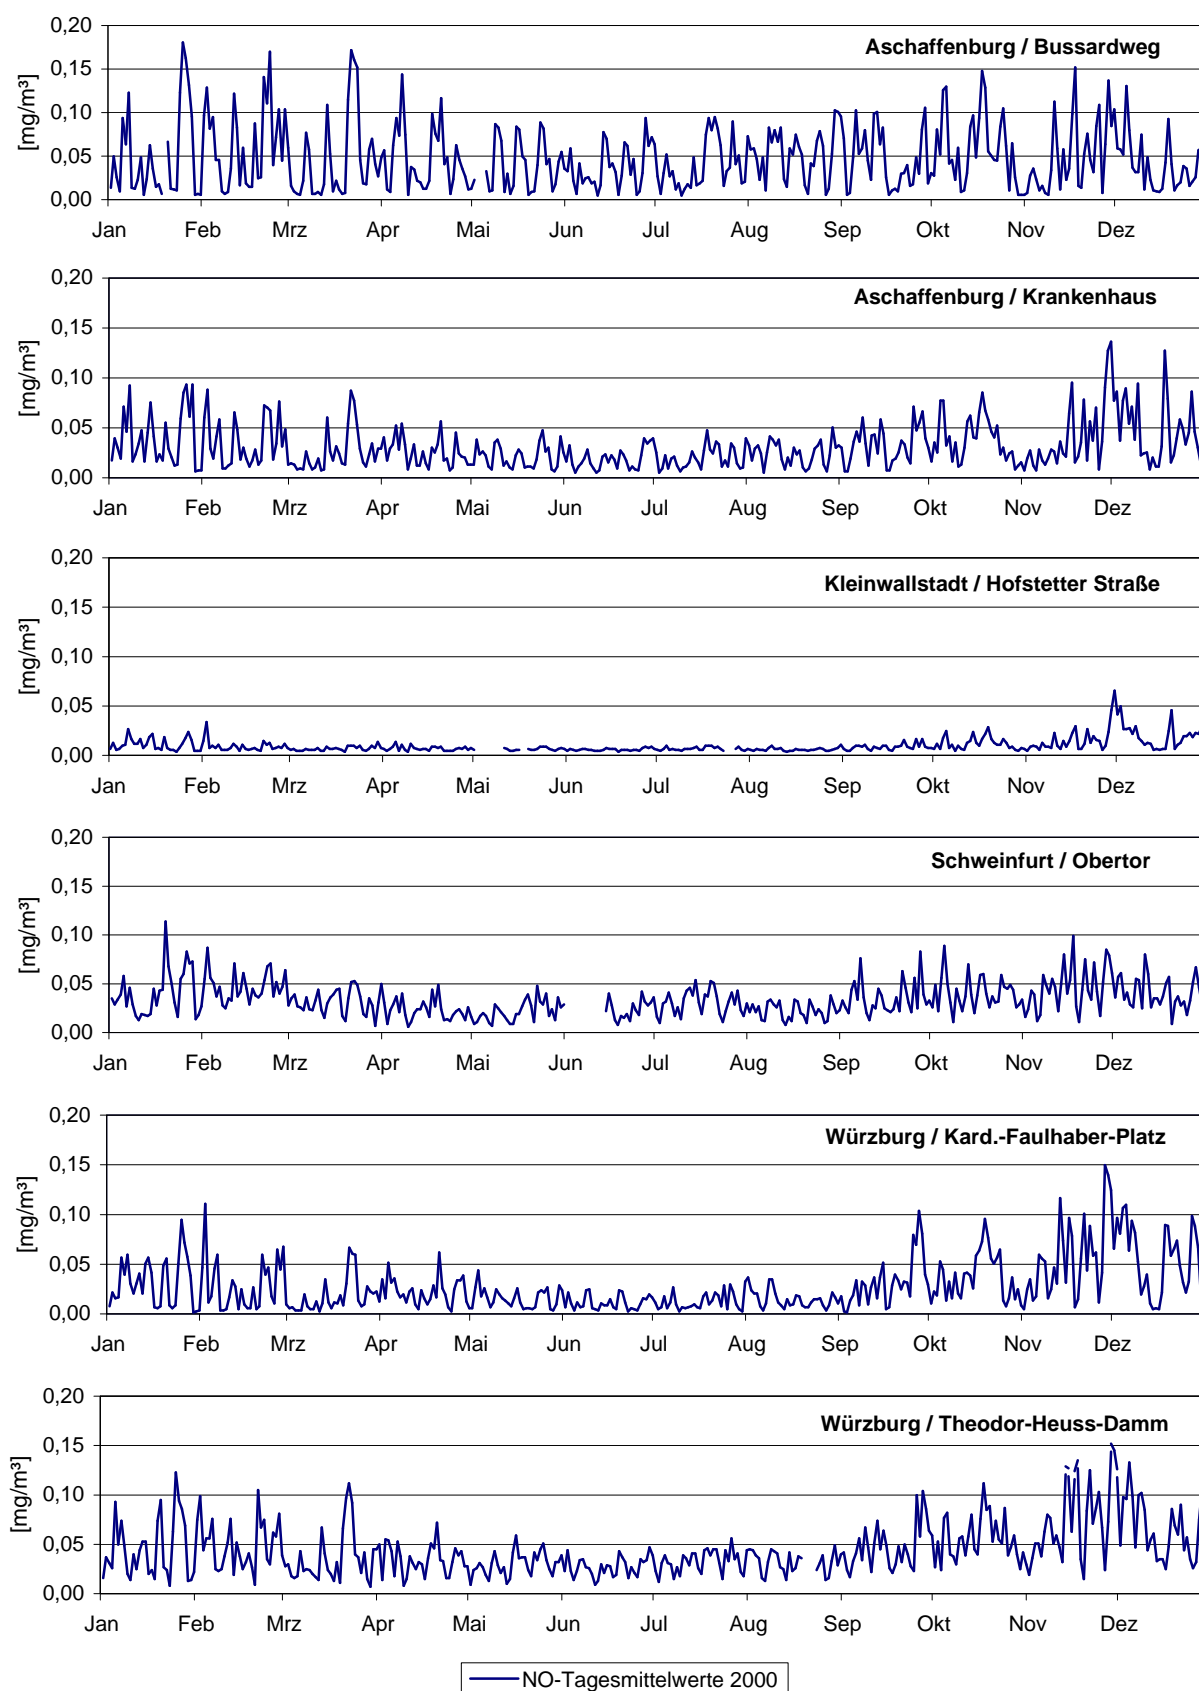 Aschaffenburg / Bussardweg
[mg/m³]
0,20
0,15
0,10
0,05
0,00
Jan Feb Mrz Apr Mai Jun Jul Aug Sep Okt Nov Dez
Aschaffenburg / Krankenhaus
[mg/m³]
0,20
0,15
0,10
0,05
0,00
Jan Feb Mrz Apr Mai Jun Jul Aug Sep Okt Nov Dez
Kleinwallstadt / Hofstetter Straße
[mg/m³]
0,20
0,15
0,10
0,05
0,00
Jan Feb Mrz Apr Mai Jun Jul Aug Sep Okt Nov Dez
Schweinfurt / Obertor
[mg/m³]
0,20
0,15
0,10
0,05
0,00
Jan Feb Mrz Apr Mai Jun Jul Aug Sep Okt Nov Dez
Würzburg / Kard.-Faulhaber-Platz
[mg/m³]
0,20
0,15
0,10
0,05
0,00
Jan Feb Mrz Apr Mai Jun Jul Aug Sep Okt Nov Dez
Würzburg / Theodor-Heuss-Damm
[mg/m³]
0,20
0,15
0,10
0,05
0,00
Jan Feb Mrz Apr Mai Jun Jul Aug Sep Okt Nov Dez
NO-Tagesmittelwerte 2000